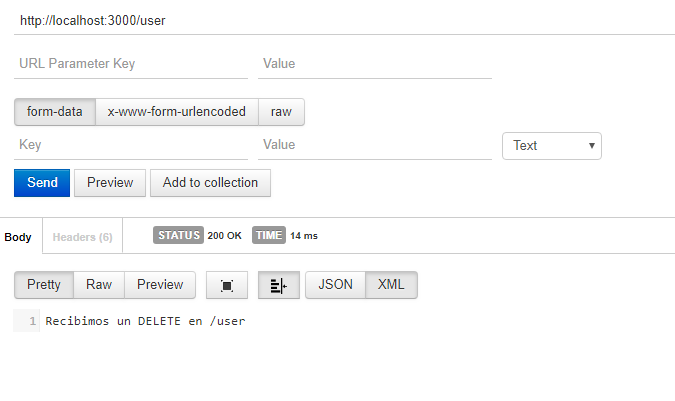 http://localhost:3000/user
URL Parameter Key Value
form-data x-www-form-urlencoded raw
Key Value Text
Send Preview Add to collection
Body Headers (6) STATUS 200 OK TIME 14 ms
Pretty Raw Preview JSON XML
1 Recibimos un DELETE en /user